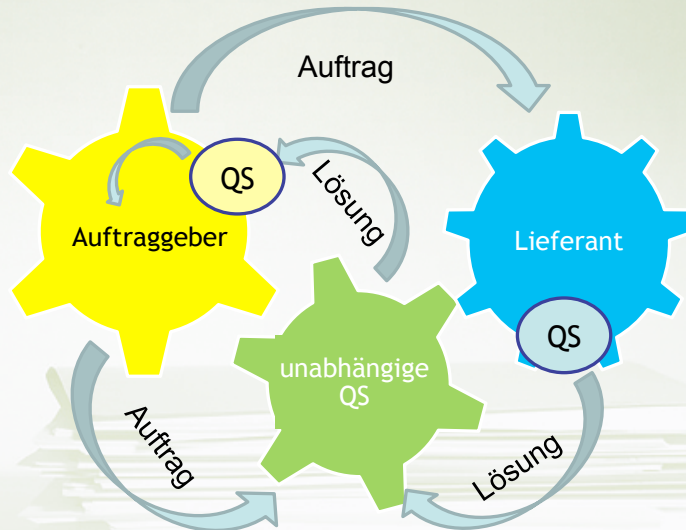 Auftrag
QS
Lösung
Auftraggeber
Lieferant
QS
unabhängige
QS
Auftrag
Lösung